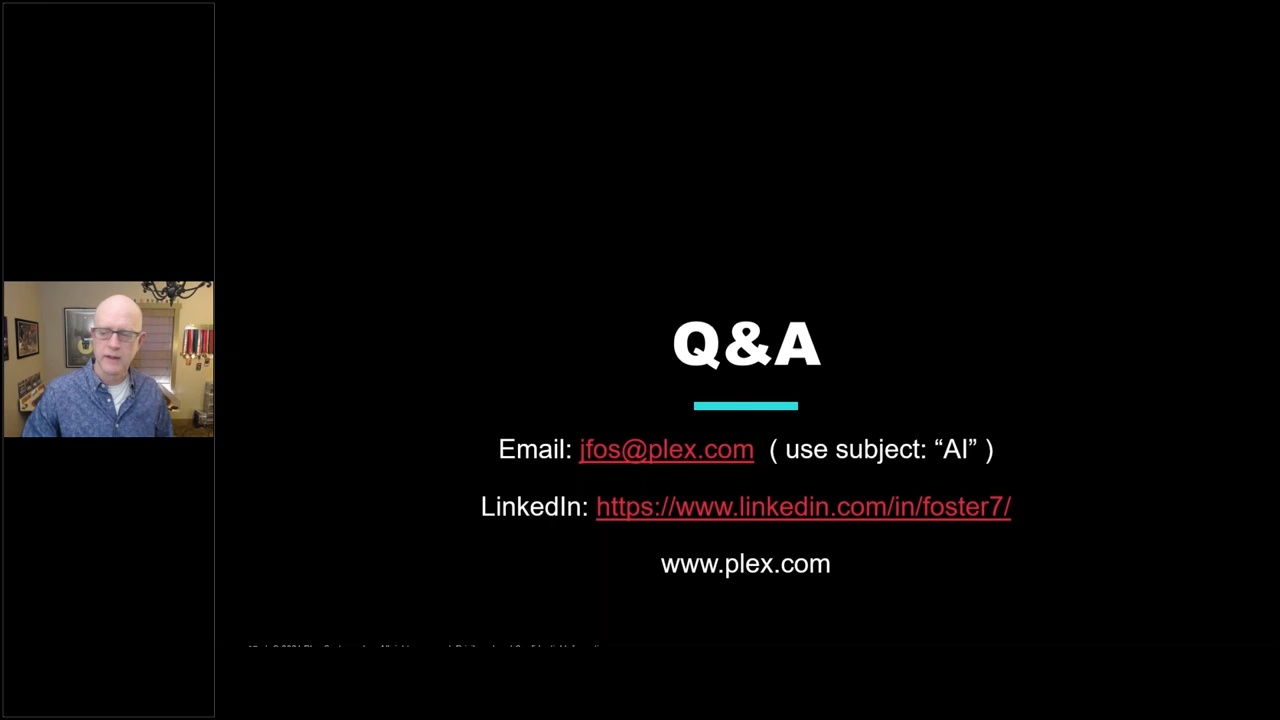 Q&A
Email: jfos@plex.com ( use subject: “AI” )
LinkedIn: https://www.linkedin.com/in/foster7/
www.plex.com